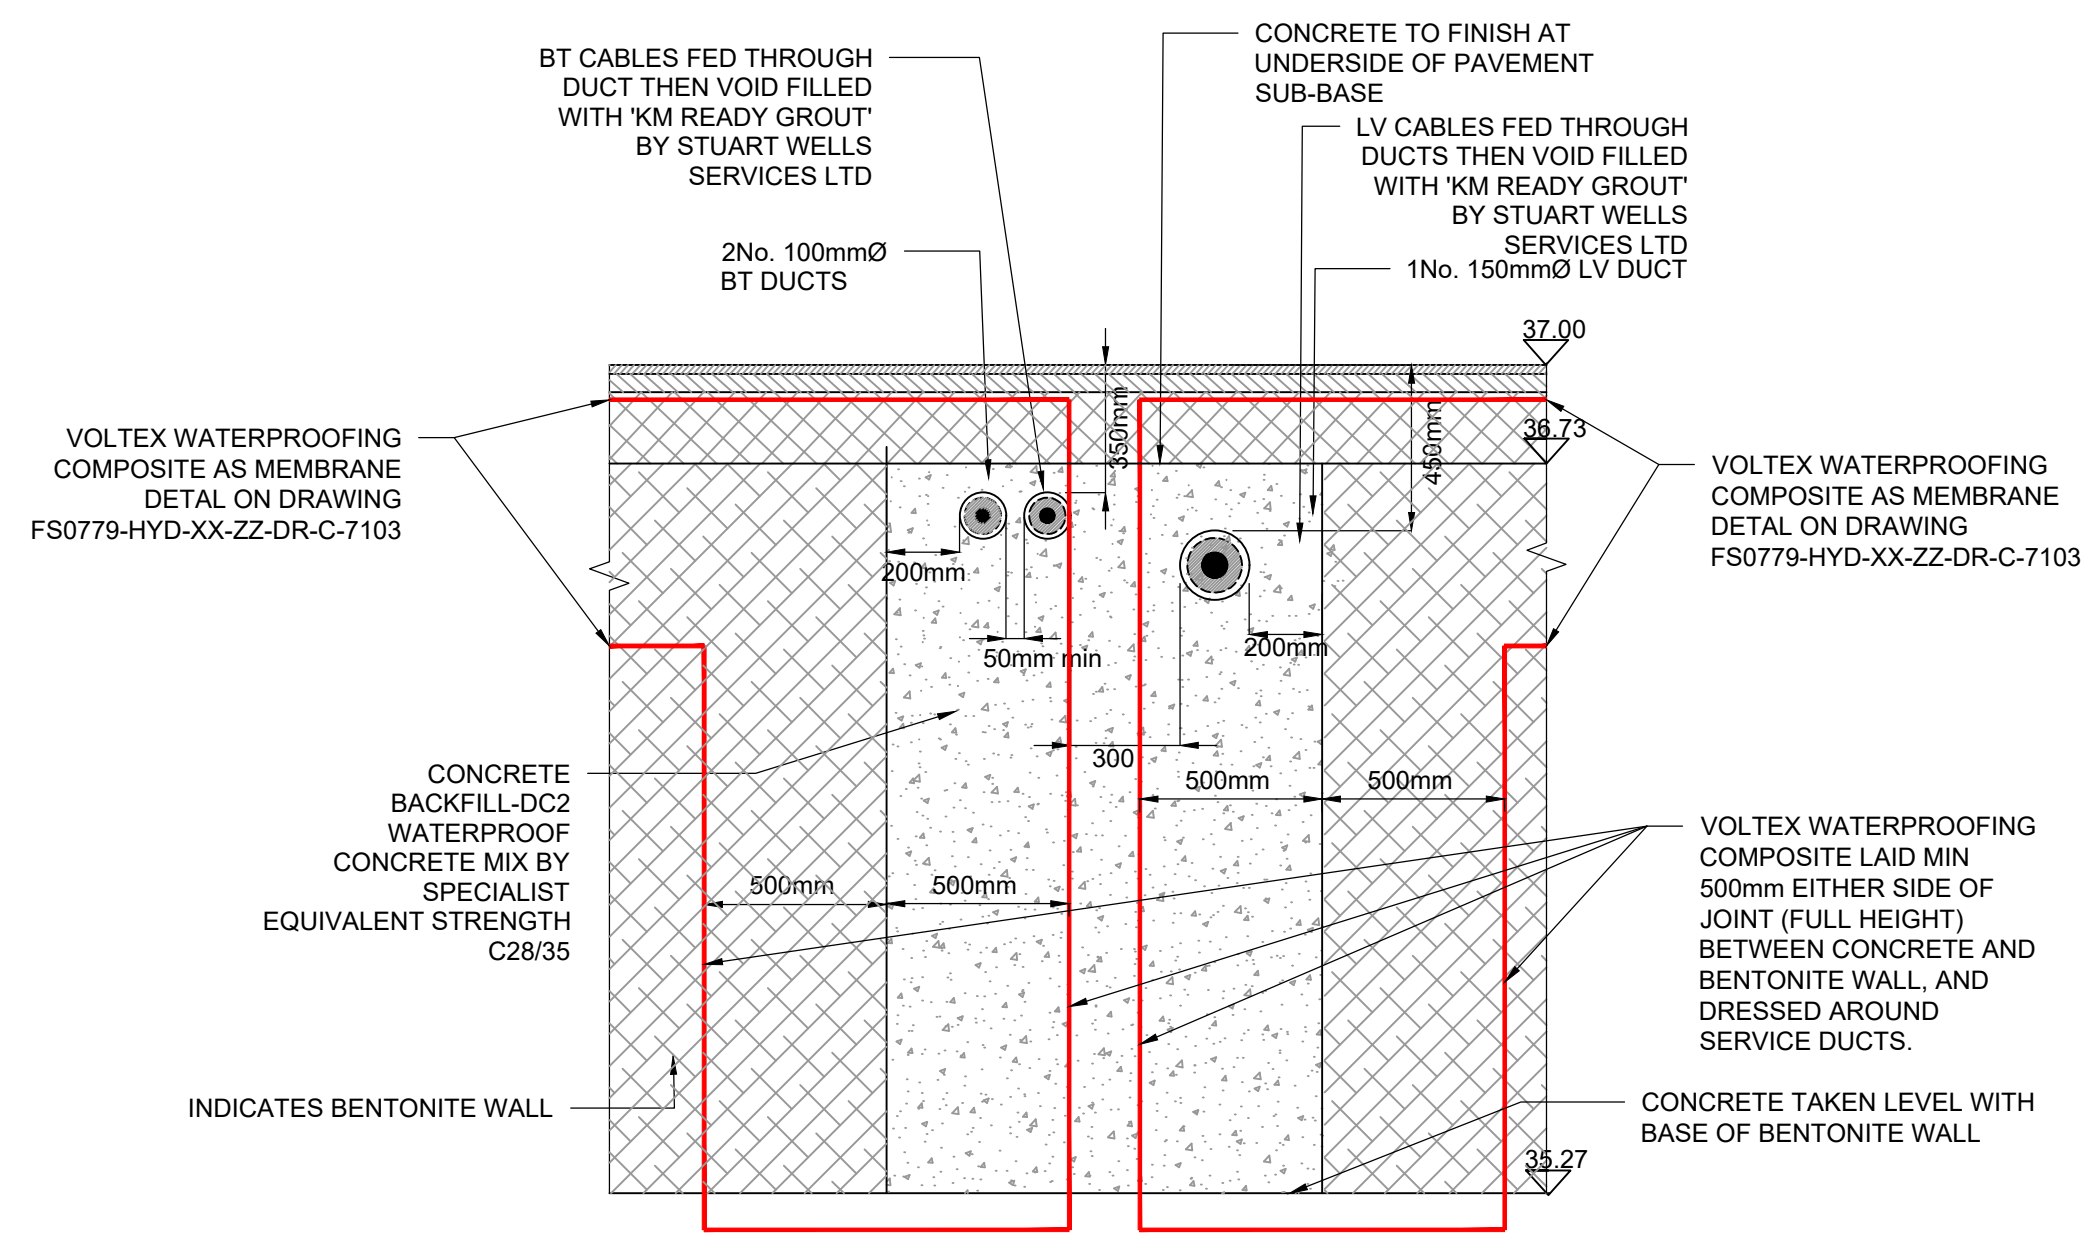 BT CABLES FED THROUGH
DUCT THEN VOID FILLED
WITH 'KM READY GROUT'
BY STUART WELLS
SERVICES LTD
CONCRETE TO FINISH AT
UNDERSIDE OF PAVEMENT
SUB-BASE
LV CABLES FED THROUGH
DUCTS THEN VOID FILLED
WITH 'KM READY GROUT'
BY STUART WELLS
SERVICES LTD
2No. 100mmØ
BT DUCTS
1No. 150mmØ LV DUCT
37.00
36.73
350mm
450mm
VOLTEX WATERPROOFING
COMPOSITE AS MEMBRANE
DETAL ON DRAWING
FS0779-HYD-XX-ZZ-DR-C-7103
VOLTEX WATERPROOFING
COMPOSITE AS MEMBRANE
DETAL ON DRAWING
FS0779-HYD-XX-ZZ-DR-C-7103
200mm
50mm min
200mm
300
500mm
500mm
CONCRETE
BACKFILL-DC2
WATERPROOF
CONCRETE MIX BY
SPECIALIST
EQUIVALENT STRENGTH
C28/35
500mm
500mm
VOLTEX WATERPROOFING
COMPOSITE LAID MIN
500mm EITHER SIDE OF
JOINT (FULL HEIGHT)
BETWEEN CONCRETE AND
BENTONITE WALL, AND
DRESSED AROUND
SERVICE DUCTS.
INDICATES BENTONITE WALL
CONCRETE TAKEN LEVEL WITH
BASE OF BENTONITE WALL
35.27